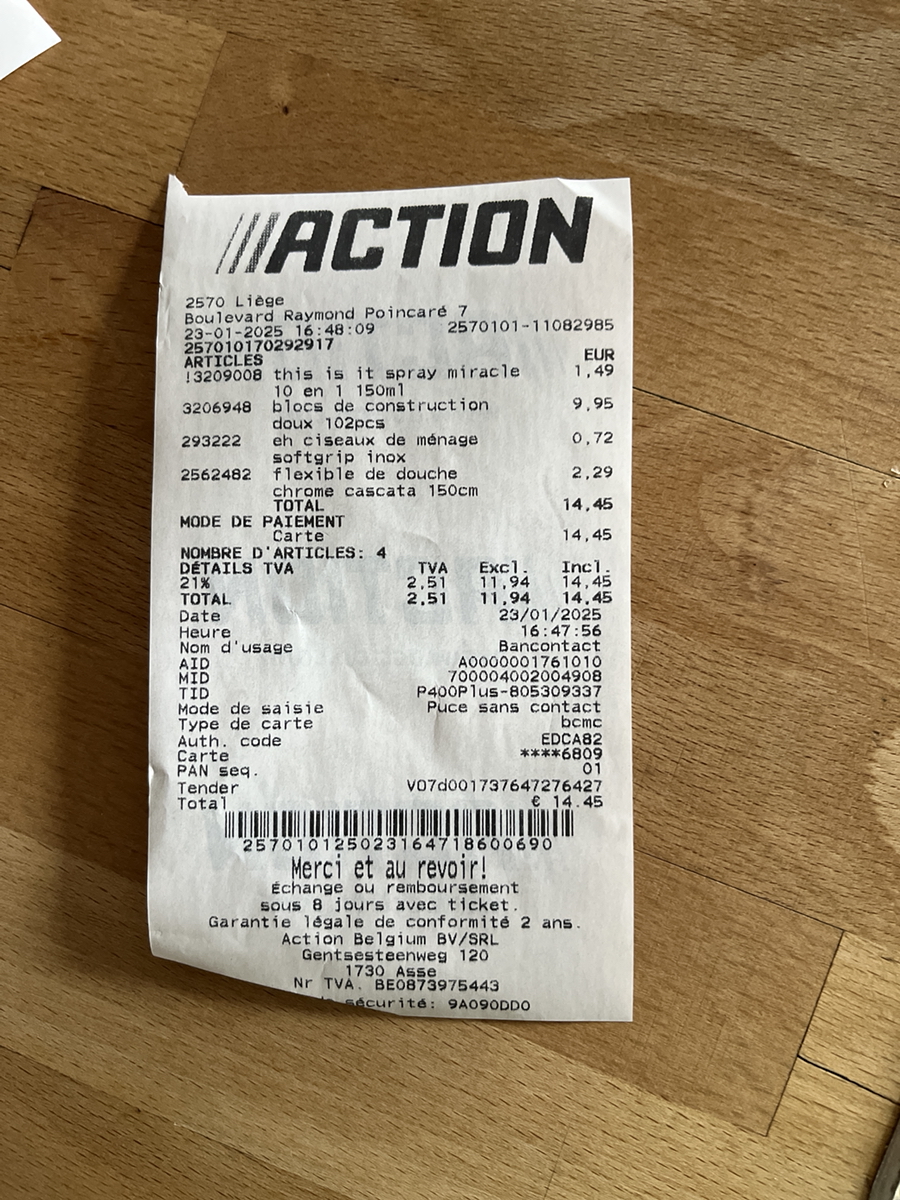 ACTION
2570 Liège
Boulevard Raymond Poincaré 7
23-01-2025 16:48:09 2570101-11082985
257010170292917
ARTICLES EUR
!3209008 this is it spray miracle 1,49
10 en 1 150ml
3206948 blocs de construction 9,95
doux 102pcs
293222 eh ciseaux de ménage 0,72
softgrip inox
2562482 flexible de douche 2,29
chrome cascata 150cm
TOTAL 14,45
MODE DE PAIEMENT
Carte 14,45
NOMBRE D'ARTICLES: 4
DÉTAILS TVA TVA Excl. Incl.
21% 2,51 11,94 14,45
TOTAL 2,51 11,94 14,45
Date 23/01/2025
Heure 16:47:56
Nom d'usage Bancontact
AID A0000001761010
MID 700004002004908
TID P400Plus-805309337
Mode de saisie Puce sans contact
Type de carte bcmc
Auth. code EDCA82
Carte ****6809
PAN seq. 01
Tender V07d001737647276427
Total € 14.45
257010125023164718600690
Merci et au revoir!
Échange ou remboursement
sous 8 jours avec ticket.
Garantie légale de conformité 2 ans.
Action Belgium BV/SRL
Gentsesteenweg 120
1730 Asse
Nr TVA. BE0873975443
sécurité: 9A090DD0